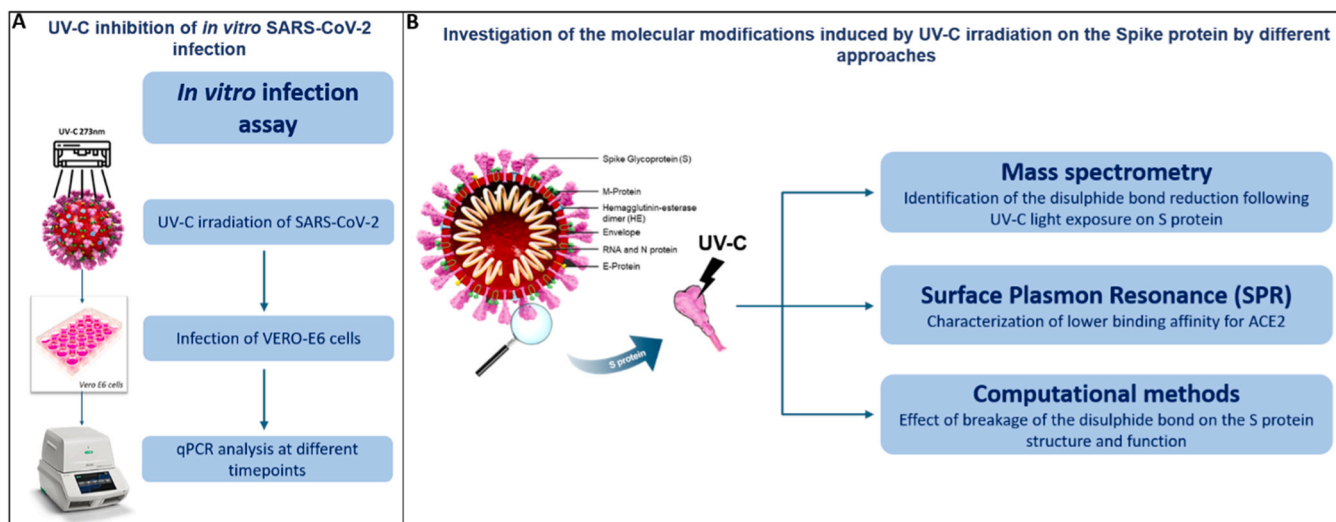 A
UV-C inhibition of in vitro SARS-CoV-2
infection
In vitro infection
assay
UV-C 273nm
UV-C irradiation of SARS-CoV-2
Infection of VERO-E6 cells
Vero E6 cells
qPCR analysis at different
timepoints
B
Investigation of the molecular modifications induced by UV-C irradiation on the Spike protein by different
approaches
Spike Glycoprotein (S)
M-Protein
Hemagglutinin-esterase
dimer (HE)
Envelope
RNA and N protein
E-Protein
UV-C
S protein
Mass spectrometry
Identification of the disulphide bond reduction following
UV-C light exposure on S protein
Surface Plasmon Resonance (SPR)
Characterization of lower binding affinity for ACE2
Computational methods
Effect of breakage of the disulphide bond on the S protein
structure and function